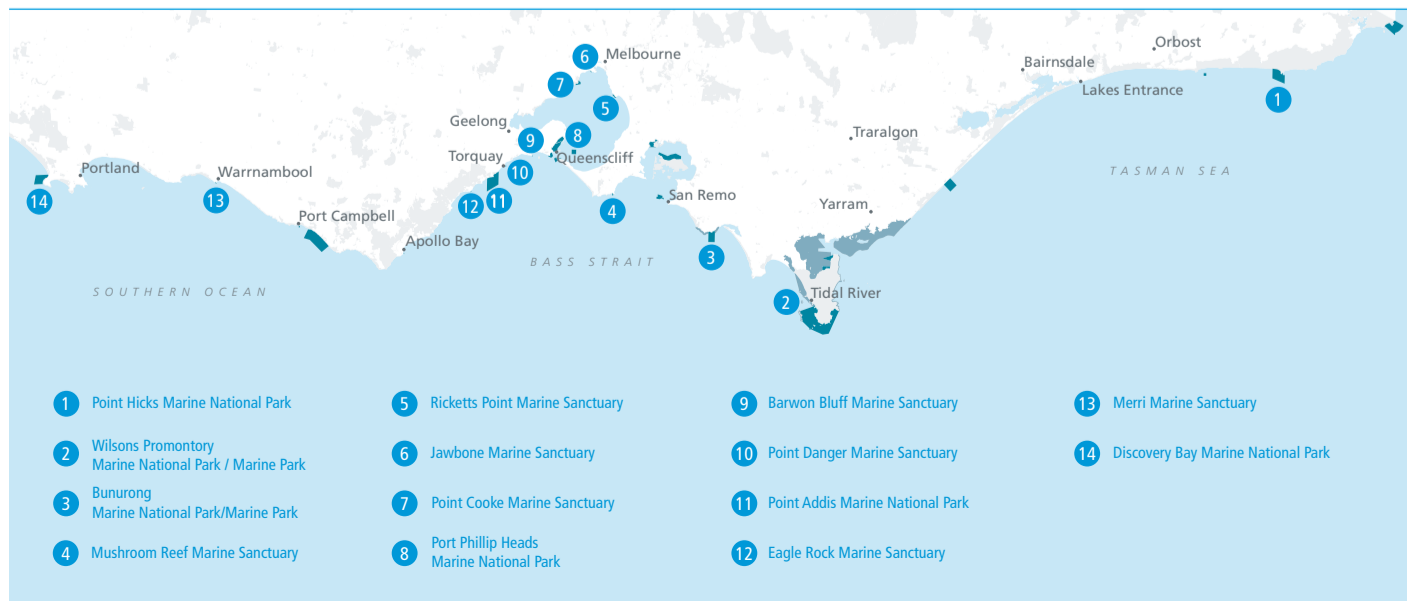 6
Melbourne
Orbost
Bairnsdale
7
Lakes Entrance
1
5
Geelong
9
8
Traralgon
Torquay
Queenscliff
10
Portland
Warrnambool
TASMAN SEA
14
13
12
11
4
San Remo
Yarram
Port Campbell
Apollo Bay
3
BASS STRAIT
SOUTHERN OCEAN
2
Tidal River
1 Point Hicks Marine National Park
2 Wilsons Promontory
Marine National Park / Marine Park
3 Bunurong
Marine National Park/Marine Park
4 Mushroom Reef Marine Sanctuary
5 Ricketts Point Marine Sanctuary
6 Jawbone Marine Sanctuary
7 Point Cooke Marine Sanctuary
8 Port Phillip Heads
Marine National Park
9 Barwon Bluff Marine Sanctuary
10 Point Danger Marine Sanctuary
11 Point Addis Marine National Park
12 Eagle Rock Marine Sanctuary
13 Merri Marine Sanctuary
14 Discovery Bay Marine National Park